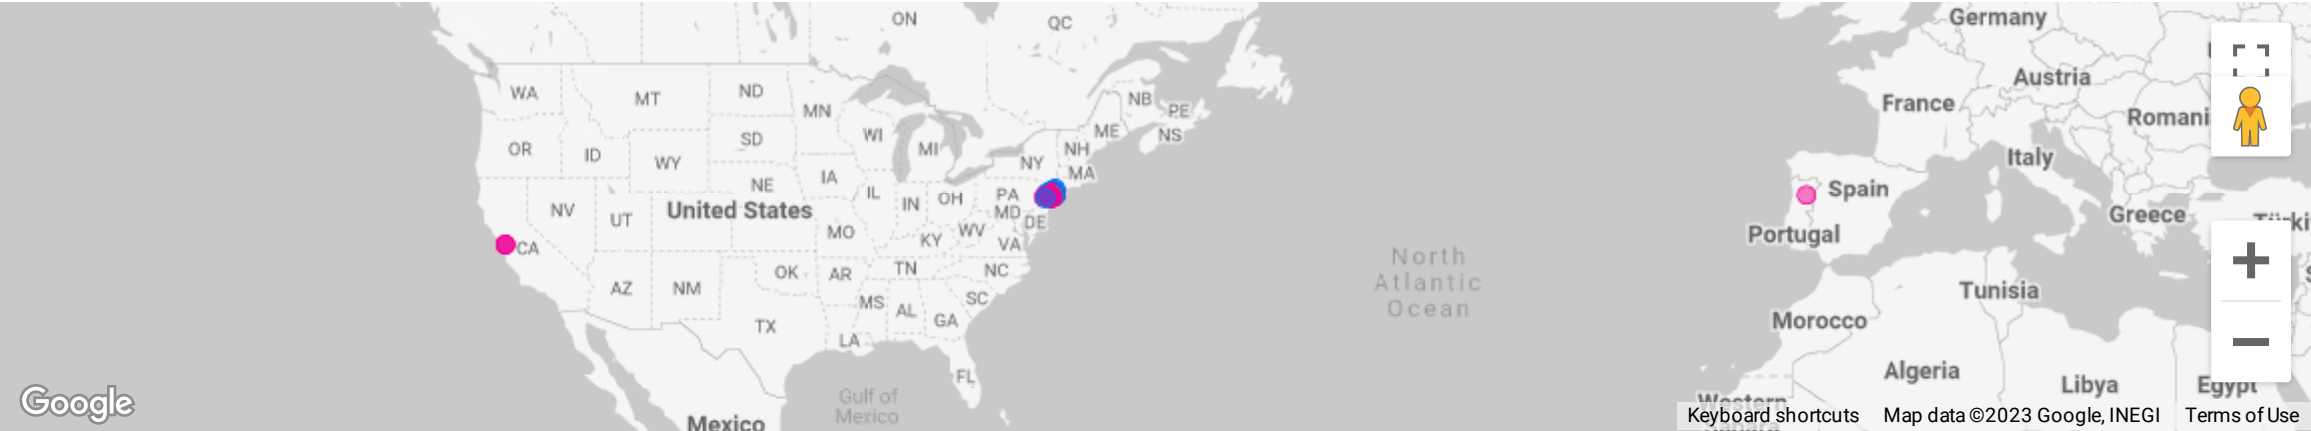 ON
QC
Germany
WA
MT
ND
MN
NB
PE
Austria
France
Romani
OR
ID
SD
WI
MI
ME
NS
WY
NY
NH
Italy
NE
IA
MA
NV
UT
United States
IL
IN
OH
PA
MD
DE
Spain
Greece
Türki
CA
MO
KY
WV
VA
Portugal
AZ
NM
OK
AR
TN
NC
North
Atlantic
Ocean
Tunisia
TX
MS
AL
GA
SC
Morocco
LA
FL
Algeria
Libya
Egypt
Google
Gulf of
Mexico
Mexico
Western
Sahara
Keyboard shortcuts
Map data ©2023 Google, INEGI
Terms of Use